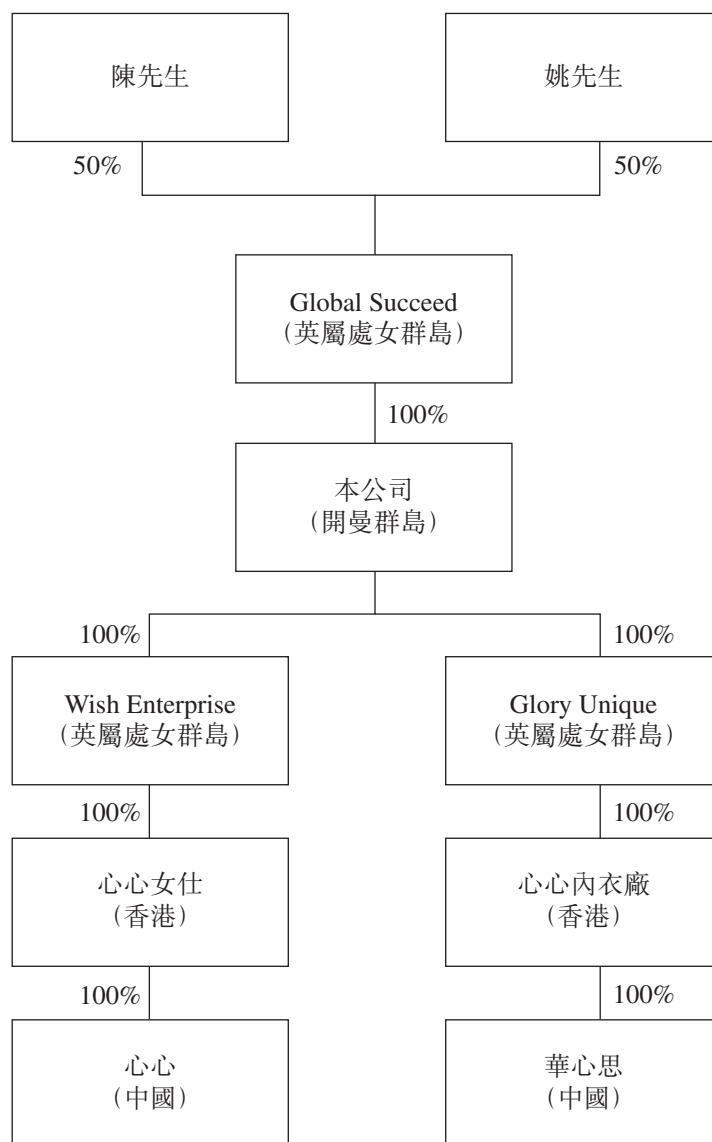 陳先生
姚先生
50%
50%
Global Succeed
（英屬處女群島）
100%
本公司
（開曼群島）
100%
100%
Wish Enterprise
（英屬處女群島）
Glory Unique
（英屬處女群島）
100%
100%
心心女仕
（香港）
心心內衣廠
（香港）
100%
100%
心心
（中國）
華心思
（中國）